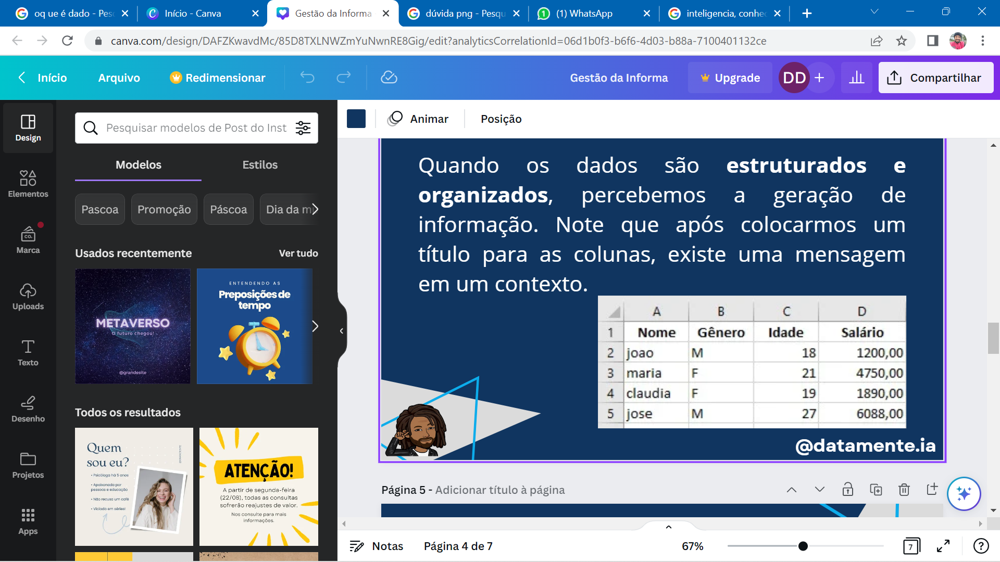 oq ue é dado - Pes
Início - Canva
Gestão da Informa
dúvida png - Pesqu
(1) WhatsApp
inteligencia, conhec
canva.com/design/DAFZKwavdMc/85D8TXLNWZmYuNwnRE8Gig/edit?analyticsCorrelationId=06d1b0f3-b6f6-4d03-b88a-7100401132ce
Início
Arquivo
Redimensionar
Gestão da Informa
Upgrade
DD
Compartilhar
Design
Elementos
Marca
Uploads
Texto
Desenho
Projetos
Apps
Pesquisar modelos de Post do Inst
Modelos
Estilos
Pascoa
Promoção
Páscoa
Dia da m
Usados recentemente
Ver tudo
METAVERSO
O futuro chegou!
@grandesite
ENTENDENDO AS
Preposições de
tempo
Todos os resultados
Quem
sou eu?
• Psicóloga há 5 anos
• Apaixonada por
pessoas e educação
• Não recusa um café
• Viciada em séries!
@GRANDESITE
ATENÇÃO!
A partir de segunda-feira
(22/08), todas as consultas
sofrerão reajustes de valor.
Nos consulte para mais
informações.
Animar
Posição
Quando os dados são estruturados e
organizados, percebemos a geração de
informação. Note que após colocarmos um
título para as colunas, existe uma mensagem
em um contexto.
A B C D
1 Nome Gênero Idade Salário
2 joao M 18 1200,00
3 maria F 21 4750,00
4 claudia F 19 1890,00
5 jose M 27 6088,00
@datamente.ia
Página 5 - Adicionar título à página
Notas
Página 4 de 7
67%
7